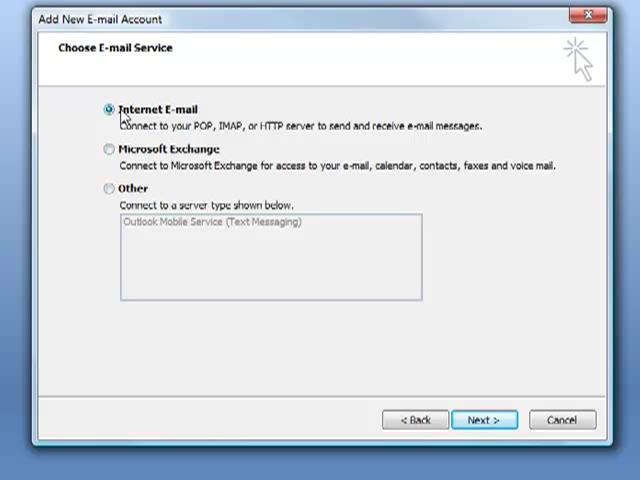 Add New E-mail Account
Choose E-mail Service
Internet E-mail
Connect to your POP, IMAP, or HTTP server to send and receive e-mail messages.
Microsoft Exchange
Connect to Microsoft Exchange for access to your e-mail, calendar, contacts, faxes and voice mail.
Other
Connect to a server type shown below.
Outlook Mobile Service (Text Messaging)
< Back
Next >
Cancel